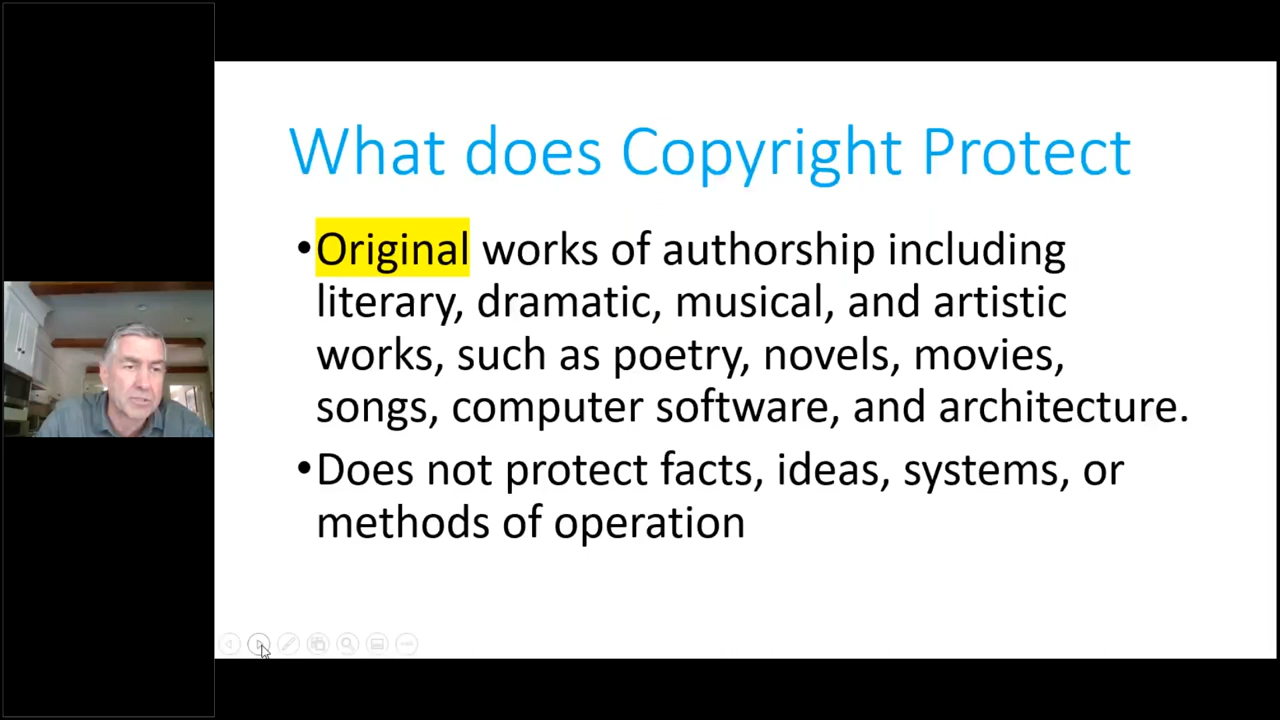 What does Copyright Protect
•Original works of authorship including
literary, dramatic, musical, and artistic
works, such as poetry, novels, movies,
songs, computer software, and architecture.
•Does not protect facts, ideas, systems, or
methods of operation